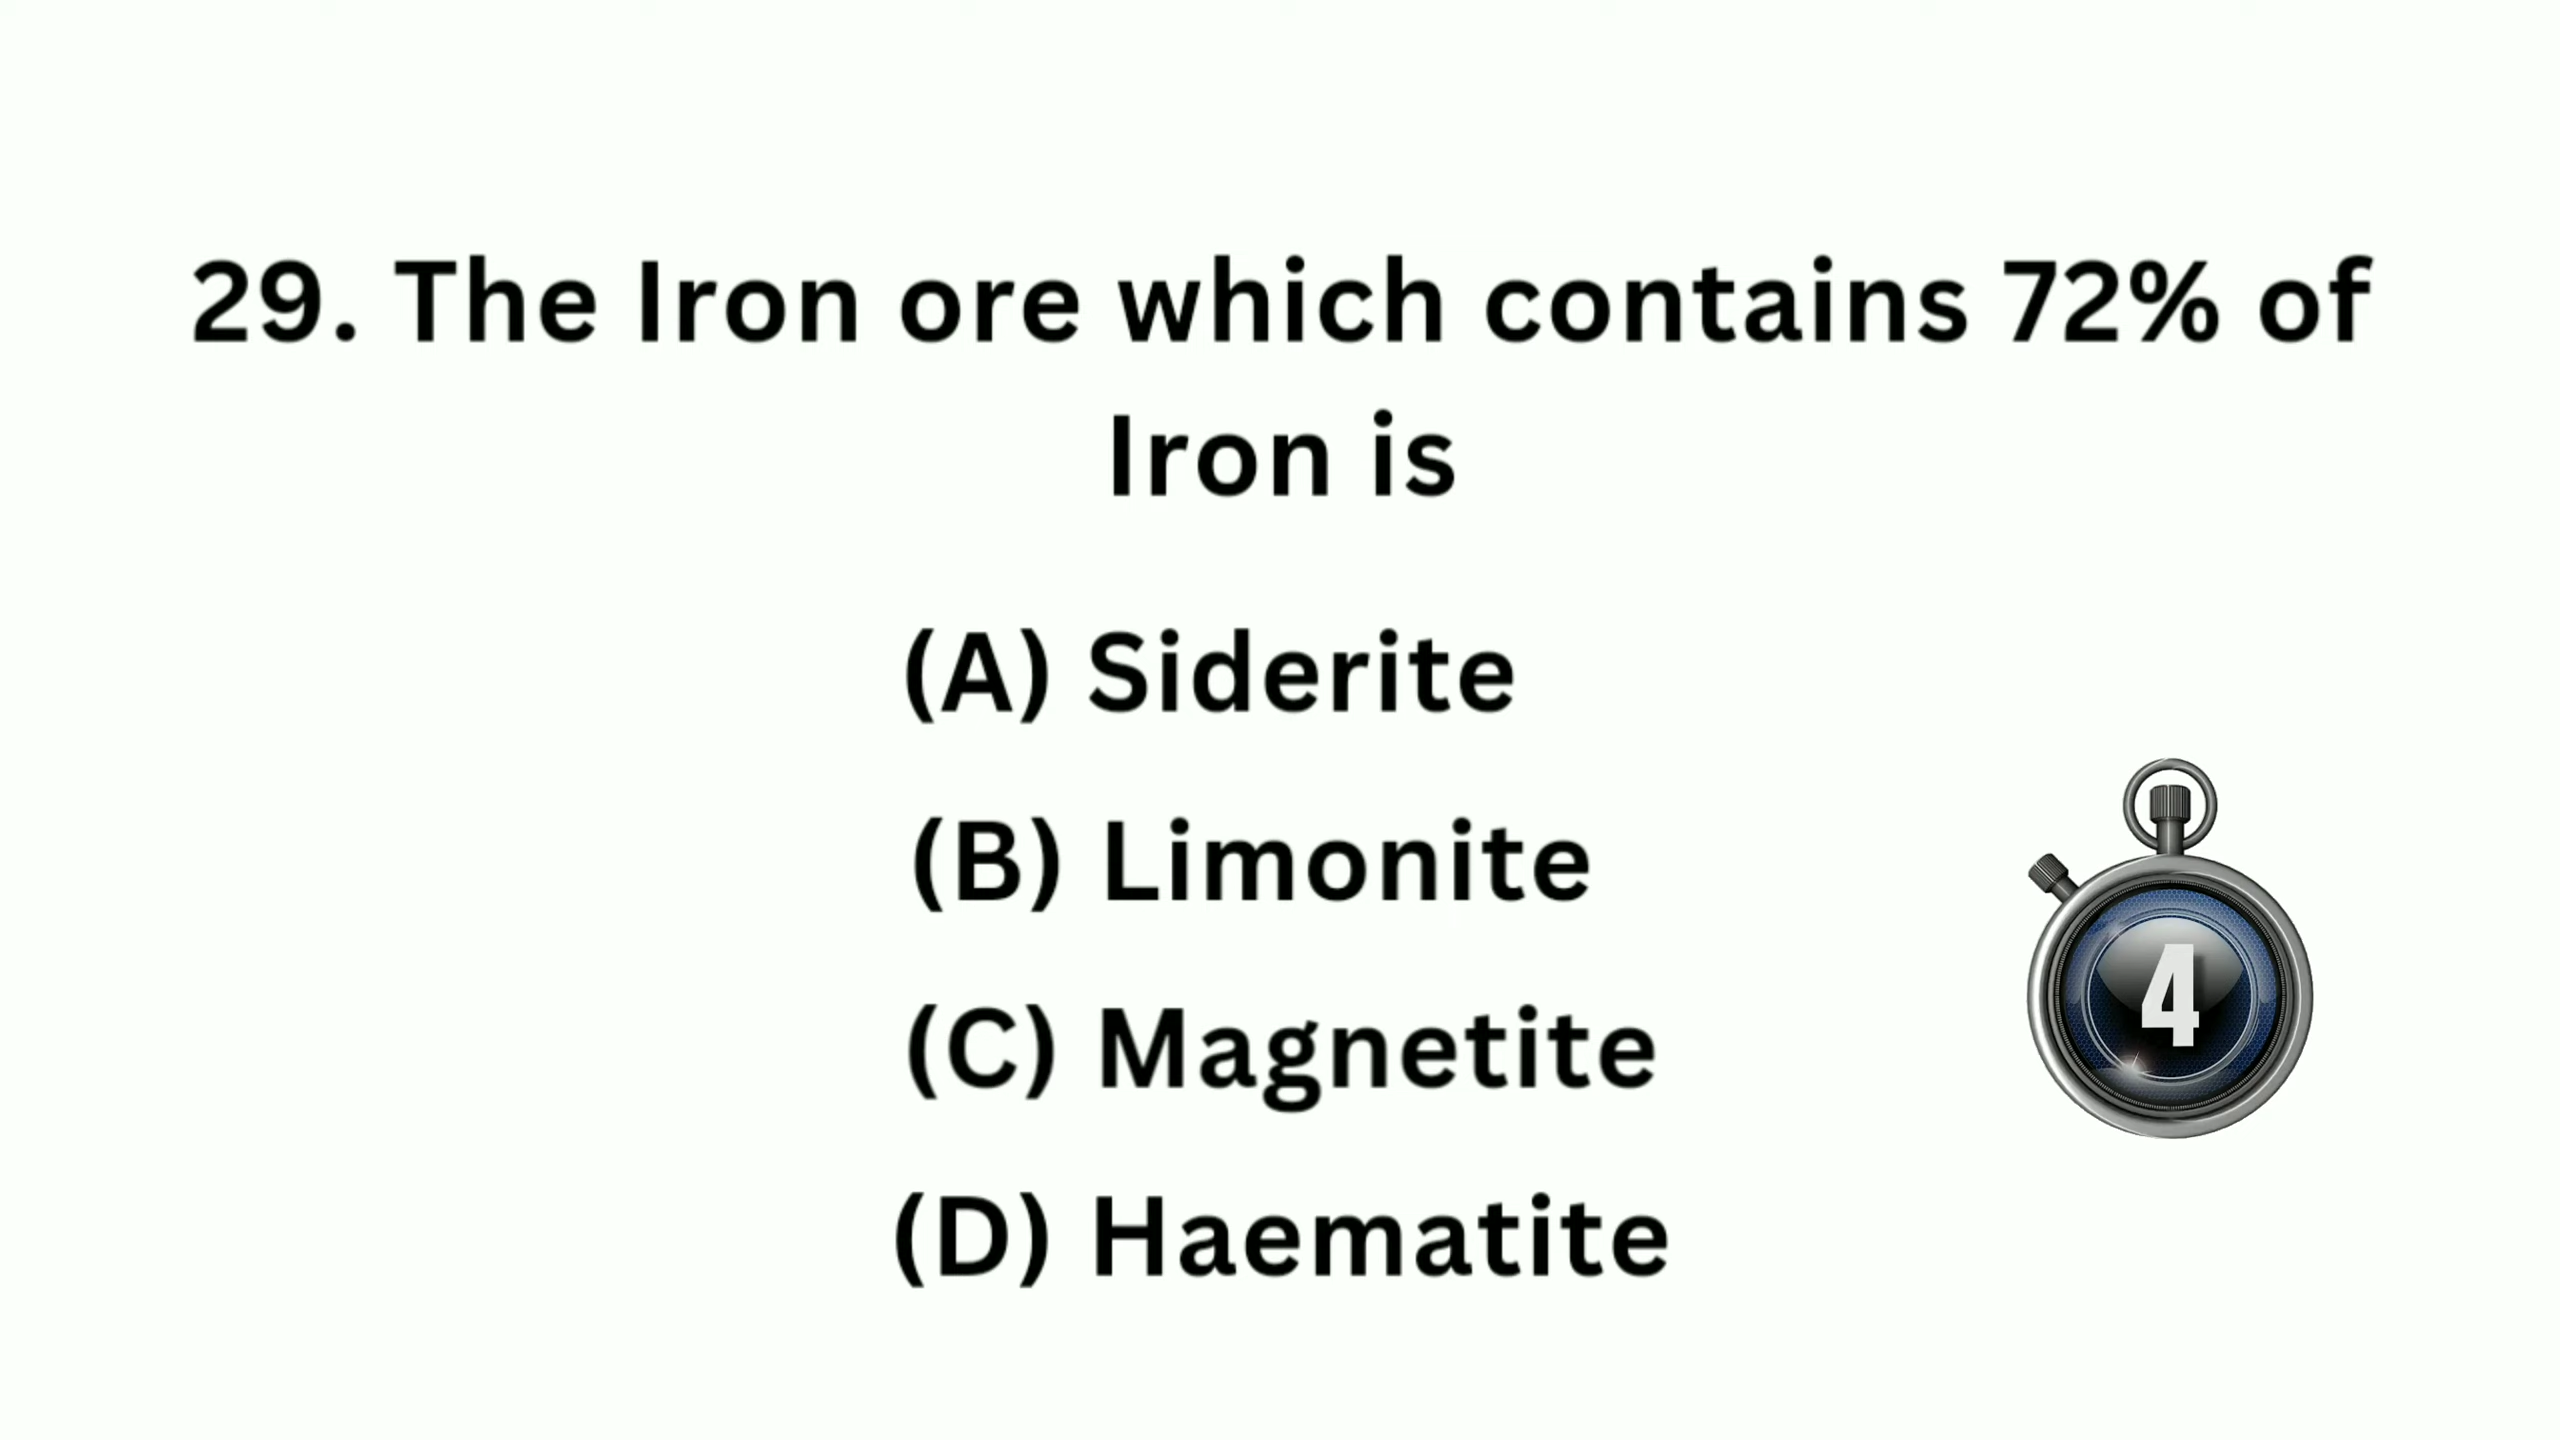 29. The Iron ore which contains 72% of
Iron is
(A) Siderite
(B) Limonite
(C) Magnetite
(D) Haematite
4